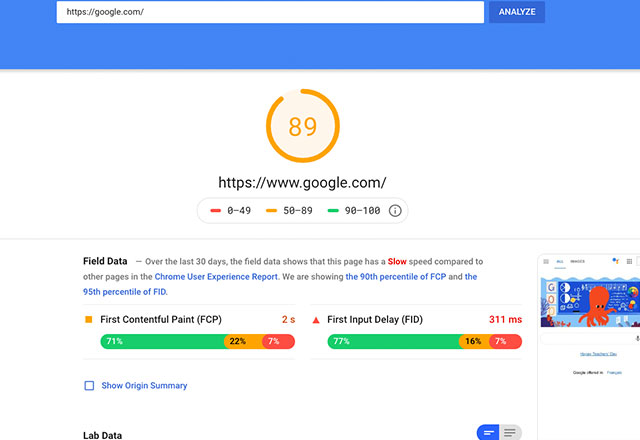 https://google.com/
ANALYZE
89
https://www.google.com/
0–49 50–89 90–100
Field Data — Over the last 30 days, the field data shows that this page has a Slow speed compared to
other pages in the Chrome User Experience Report. We are showing the 90th percentile of FCP and the
95th percentile of FID.
First Contentful Paint (FCP) 2 s
71% 22% 7%
First Input Delay (FID) 311 ms
77% 16% 7%
Show Origin Summary
Lab Data
ALL IMAGES
Happy Teachers' Day
Google offered in: Français